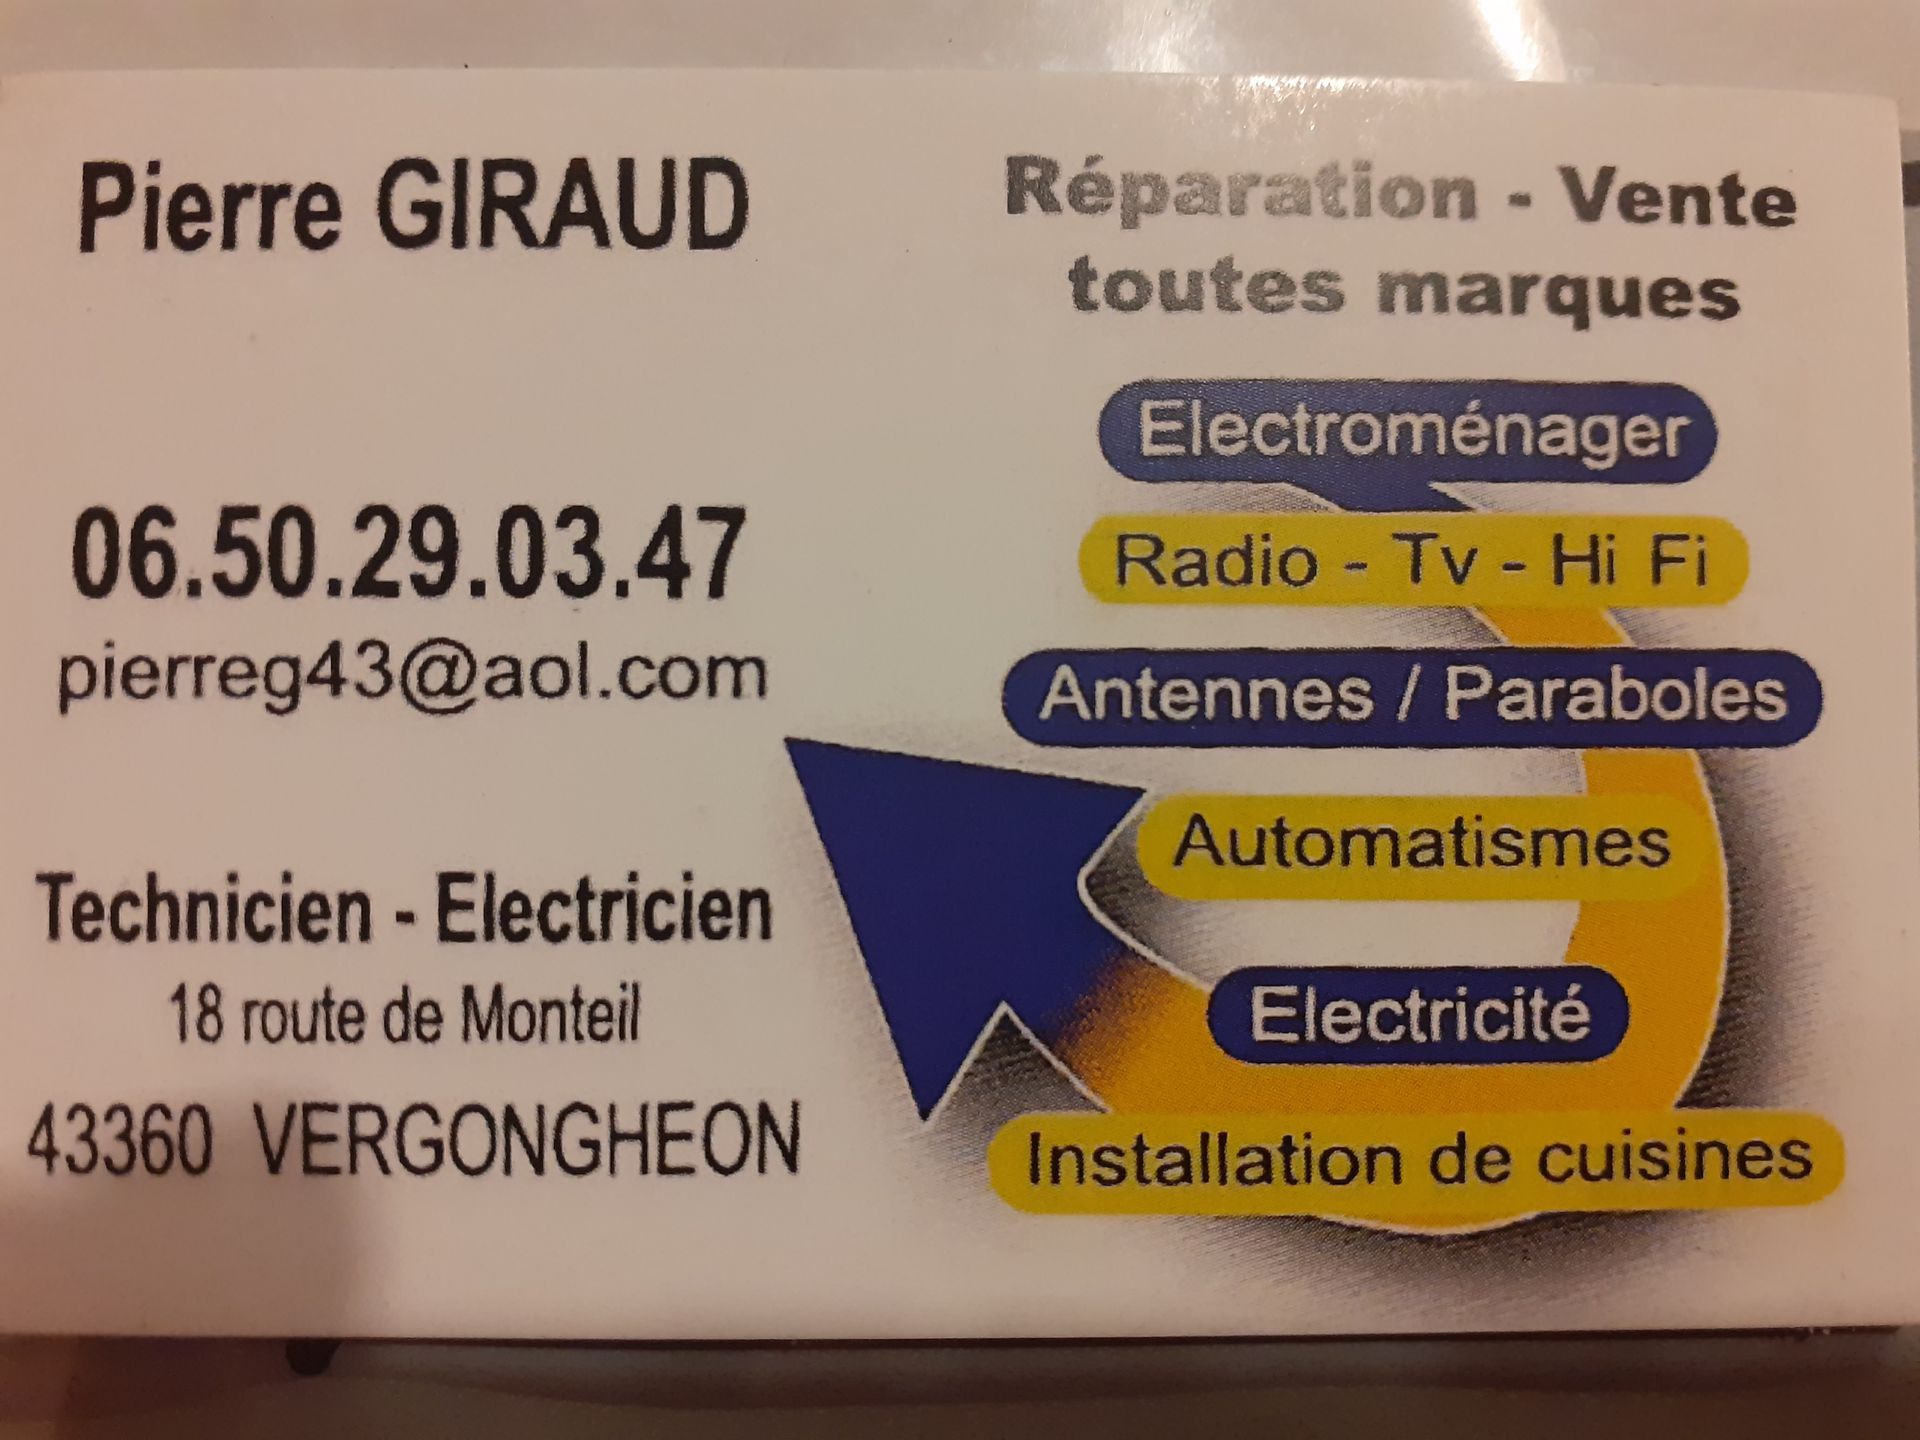 Pierre GIRAUD
06.50.29.03.47
pierreg43@aol.com
Technicien - Electricien
18 route de Monteil
43360 VERGONGHEON
Réparation - Vente
toutes marques
Electroménager
Radio - Tv - Hi Fi
Antennes / Paraboles
Automatismes
Electricité
Installation de cuisines